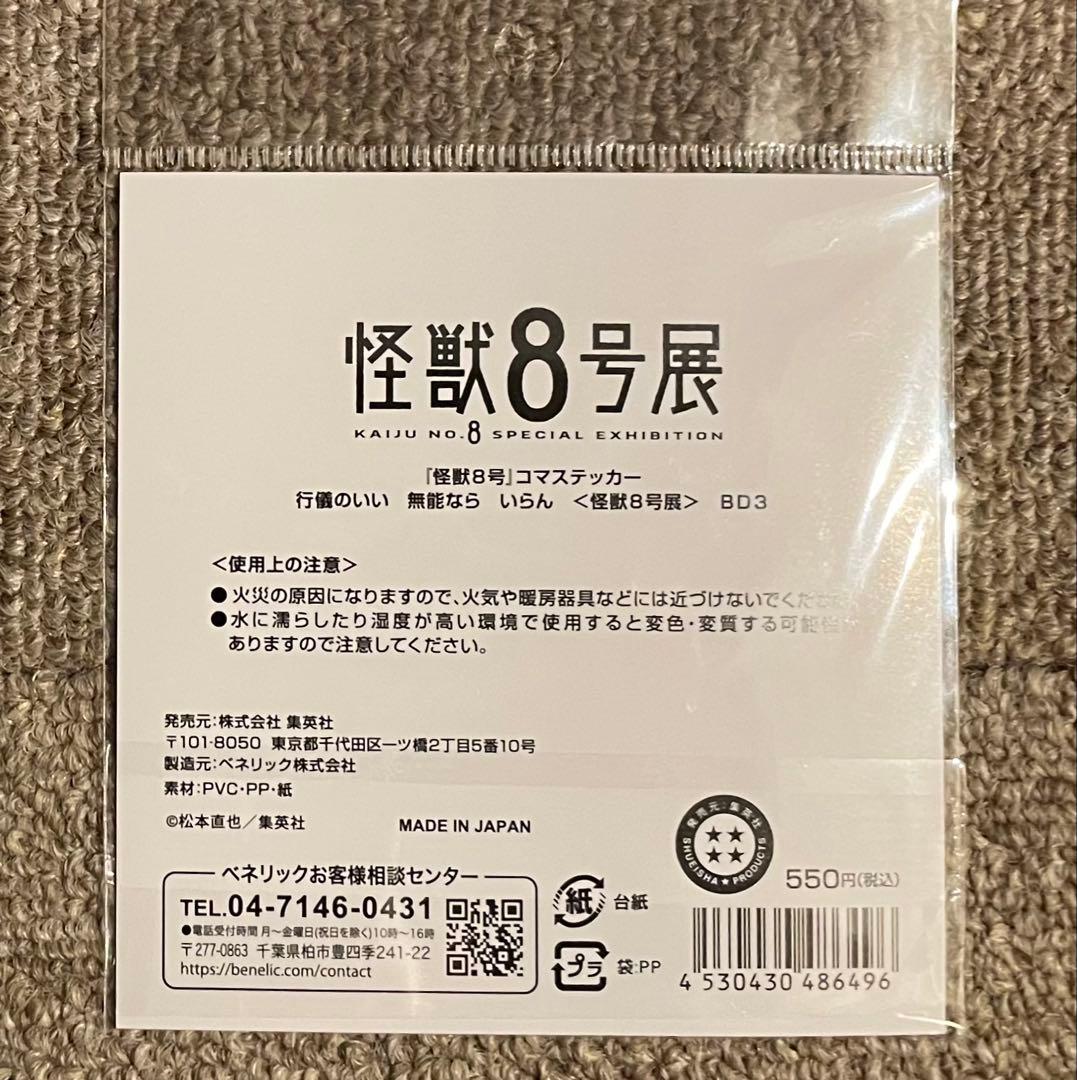 怪獣8号展
KAIJU NO.8 SPECIAL EXHIBITION
『怪獣8号』コマステッカー
行儀のいい 無能なら いらん <怪獣8号展> BD3
<使用上の注意>
●火災の原因になりますので、火気や暖房器具などには近づけないでください
●水に濡らしたり湿度が高い環境で使用すると変色・変質する可能性
ありますので注意してください。
発売元:株式会社 集英社
〒101-8050 東京都千代田区一ツ橋2丁目5番10号
製造元:ベネリック株式会社
素材:PVC・PP・紙
©松本直也/集英社
MADE IN JAPAN
発売元:集英社
SHUEISHA★PRODUCTS
550円(税込)
ベネリックお客様相談センター
TEL.04-7146-0431
●電話受付時間 月~金曜日(祝日を除く)10時~16時
〒277-0863 千葉県柏市豊四季241-22
https://benelic.com/contact
紙 台紙
プラ 袋:PP
4 530430 486496